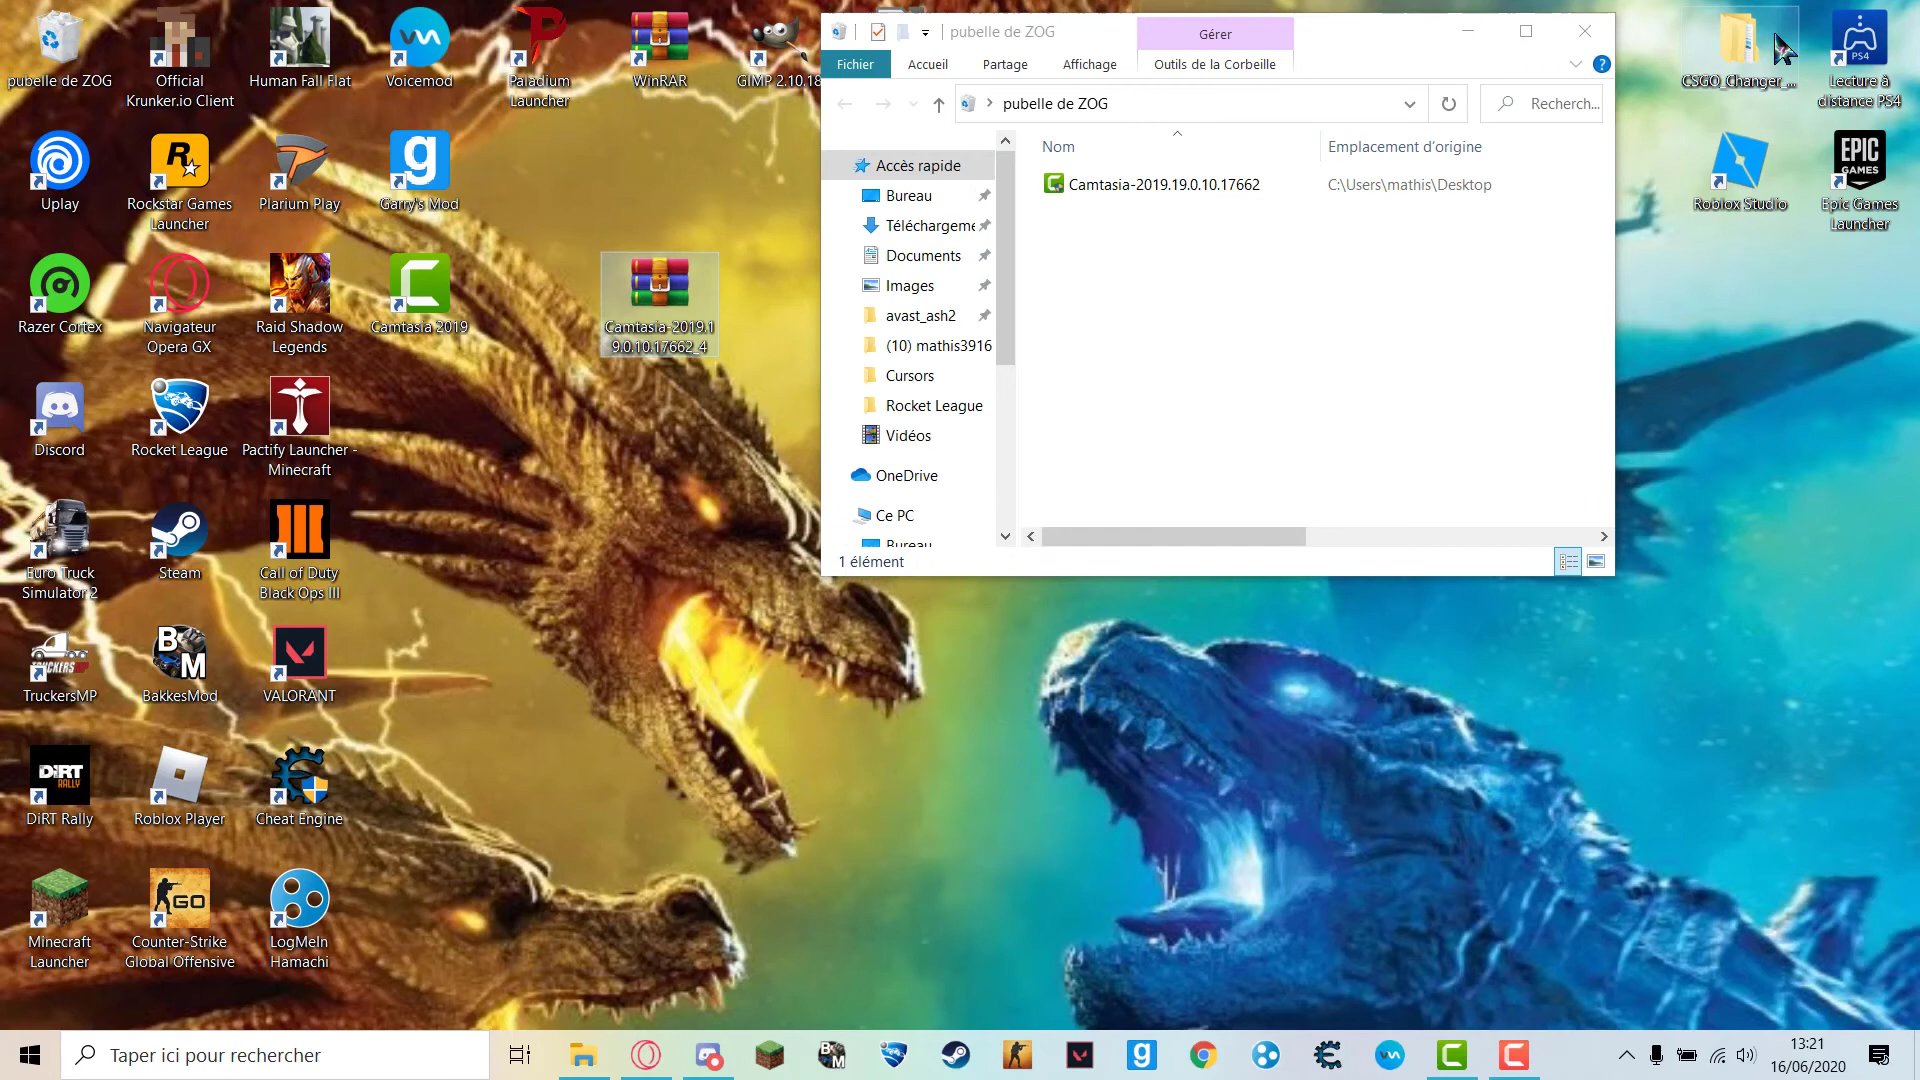 pubelle de ZOG
Official
Krunker.io Client
Human Fall Flat
Voicemod
Paladium
Launcher
WinRAR
GIMP 2.10.18
Uplay
Rockstar Games
Launcher
Plarium Play
Garry's Mod
Razer Cortex
Navigateur
Opera GX
Raid Shadow
Legends
Camtasia 2019
Camtasia-2019.1
9.0.10.17662_4
Discord
Rocket League
Pactify Launcher -
Minecraft
Euro Truck
Simulator 2
Steam
Call of Duty
Black Ops III
TruckersMP
BakkesMod
VALORANT
DiRT Rally
Roblox Player
Cheat Engine
Minecraft
Launcher
Counter-Strike
Global Offensive
LogMeIn
Hamachi
pubelle de ZOG
Gérer
Fichier
Accueil
Partage
Affichage
Outils de la Corbeille
pubelle de ZOG
Recherch...
Nom
Emplacement d'origine
Camtasia-2019.19.0.10.17662
C:\Users\mathis\Desktop
Accès rapide
Bureau
Téléchargeme
Documents
Images
avast_ash2
(10) mathis3916
Cursors
Rocket League
Vidéos
OneDrive
Ce PC
Bureau
1 élément
CSGO_Changer_...
PS4
Lecture à
distance PS4
Roblox Studio
EPIC
GAMES
Epic Games
Launcher
Taper ici pour rechercher
13:21
16/06/2020